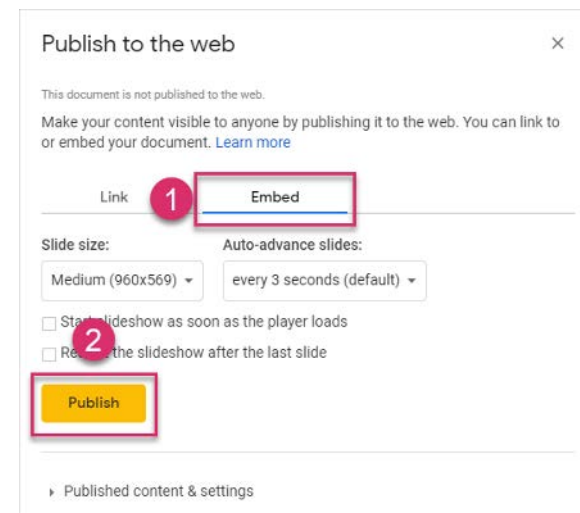 Publish to the web
This document is not published to the web.
Make your content visible to anyone by publishing it to the web. You can link to
or embed your document. Learn more
Link 1 Embed
Slide size: Auto-advance slides:
Medium (960x569) every 3 seconds (default)
slideshow as soon as the player loads
2 the slideshow after the last slide
Publish
Published content & settings